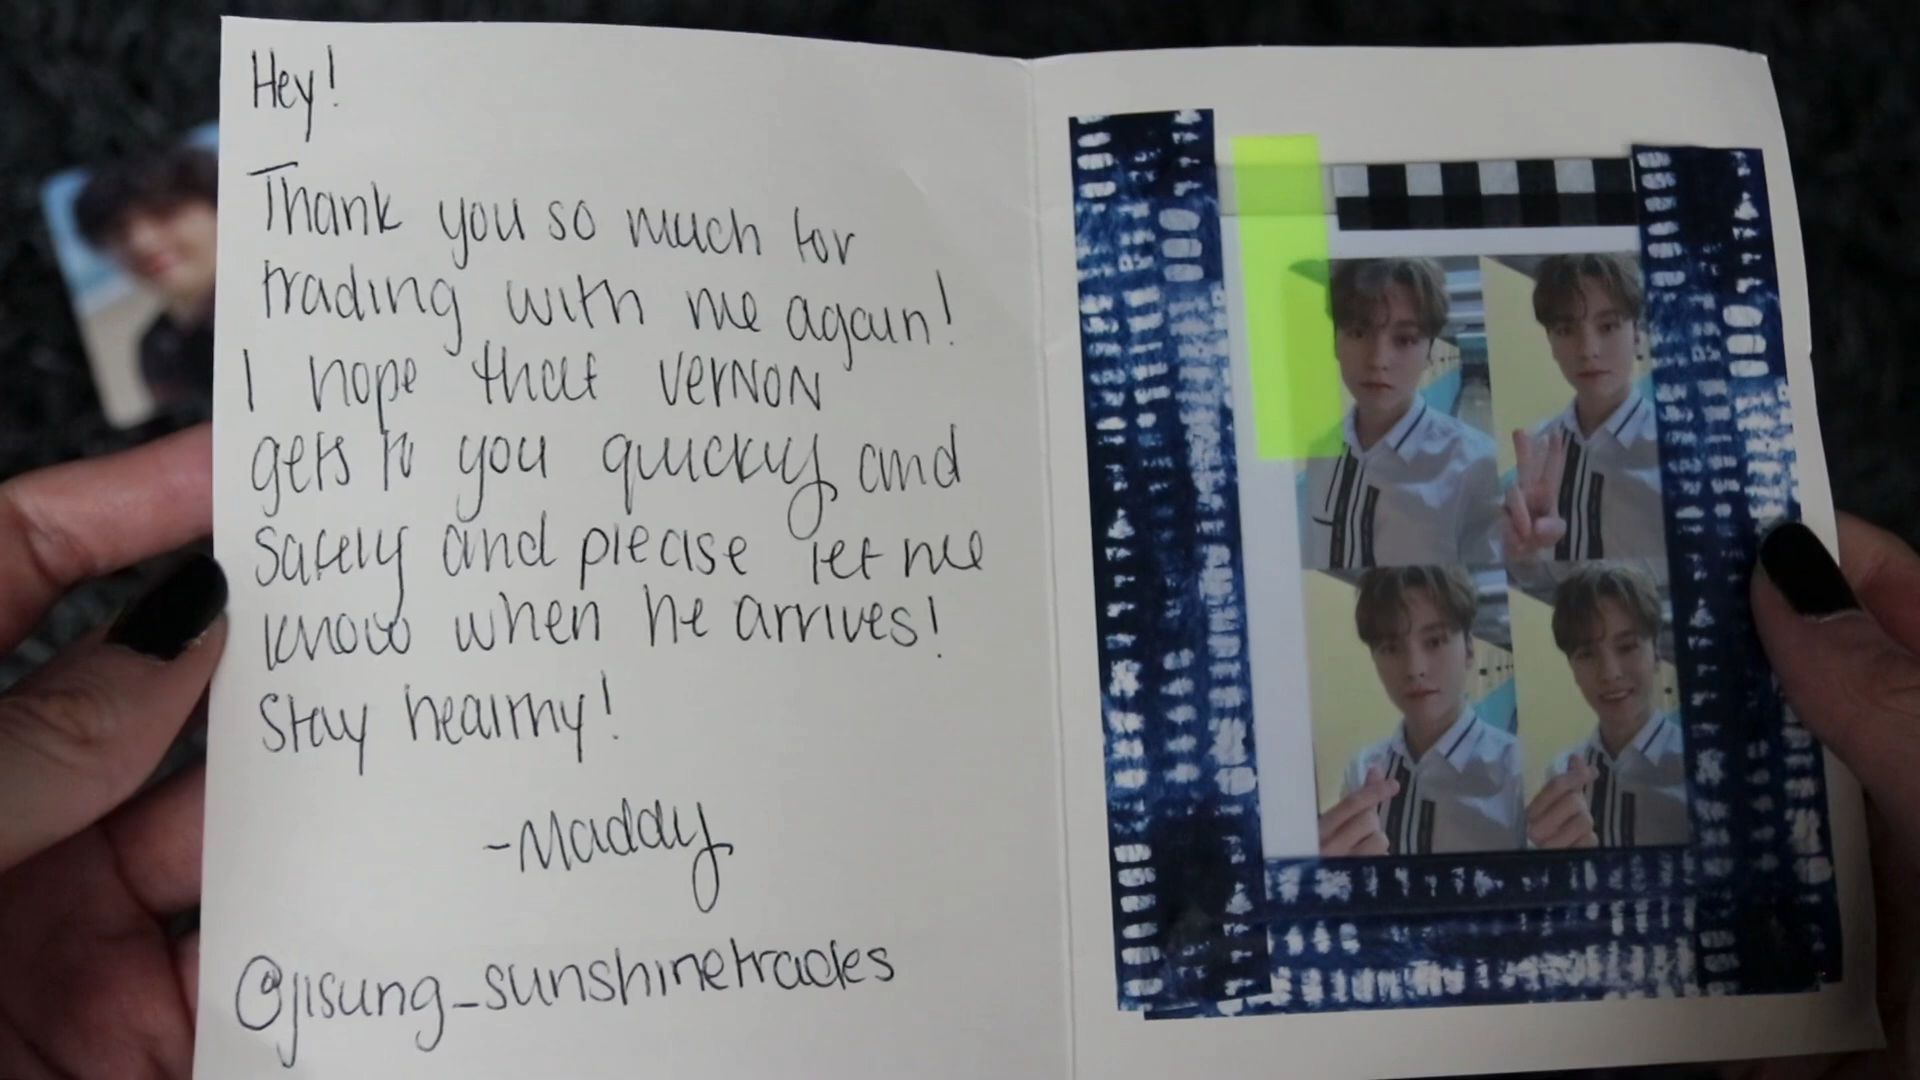 Hey!
Thank you so much for
trading with me again!
I hope that VERNON
gets to you quickly and
safely and please let me
know when he arrives!
Stay healthy!
-Maddy
@jisung_sunshinetrades